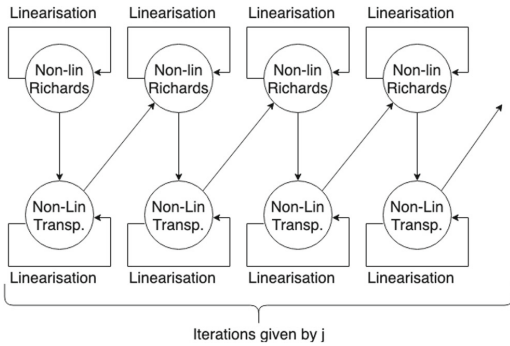 Linearisation Linearisation Linearisation Linearisation
Non-lin Non-lin Non-lin Non-lin
Richards Richards Richards Richards
Non-Lin Non-Lin Non-Lin Non-Lin
Transp. Transp. Transp. Transp.
Linearisation Linearisation Linearisation Linearisation
Iterations given by j